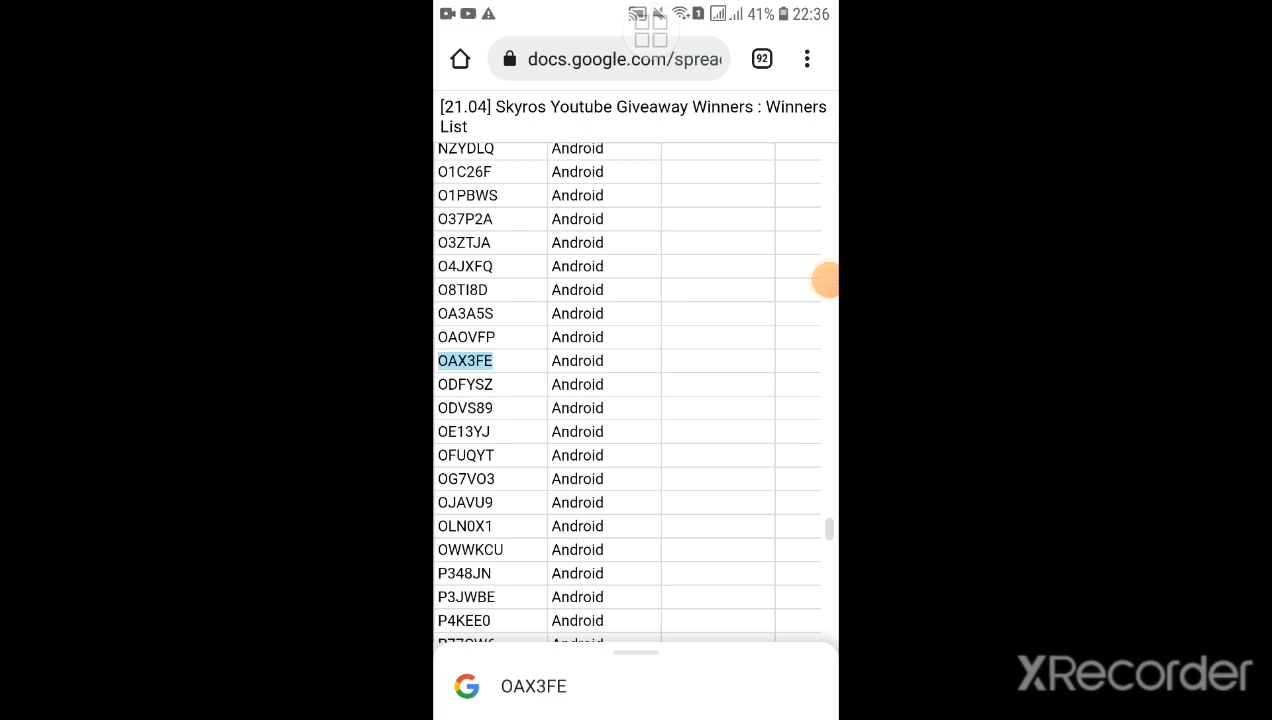 41% 22:36
docs.google.com/sprea
92
[21.04] Skyros Youtube Giveaway Winners : Winners
List
NZYDLQ Android
O1C26F Android
O1PBWS Android
O37P2A Android
O3ZTJA Android
O4JXFQ Android
O8TI8D Android
OA3A5S Android
OAOVFP Android
OAX3FE Android
ODFYSZ Android
ODVS89 Android
OE13YJ Android
OFUQYT Android
OG7VO3 Android
OJAVU9 Android
OLN0X1 Android
OWWKCU Android
P348JN Android
P3JWBE Android
P4KEE0 Android
Android
OAX3FE
XRecorder